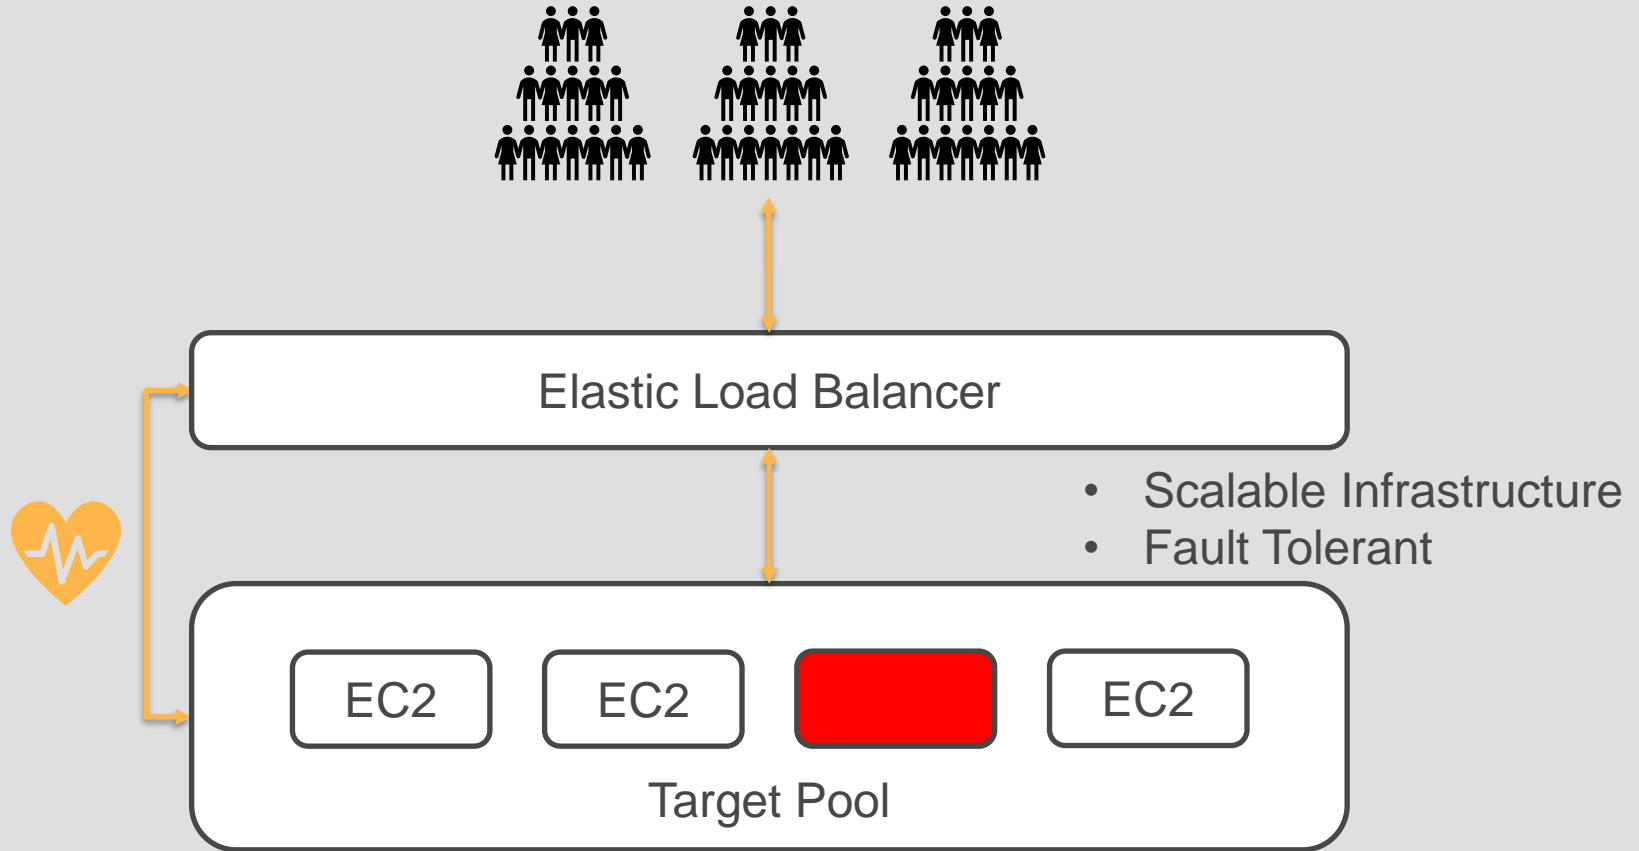 Elastic Load Balancer
• Scalable Infrastructure
• Fault Tolerant
EC2 EC2 EC2
Target Pool